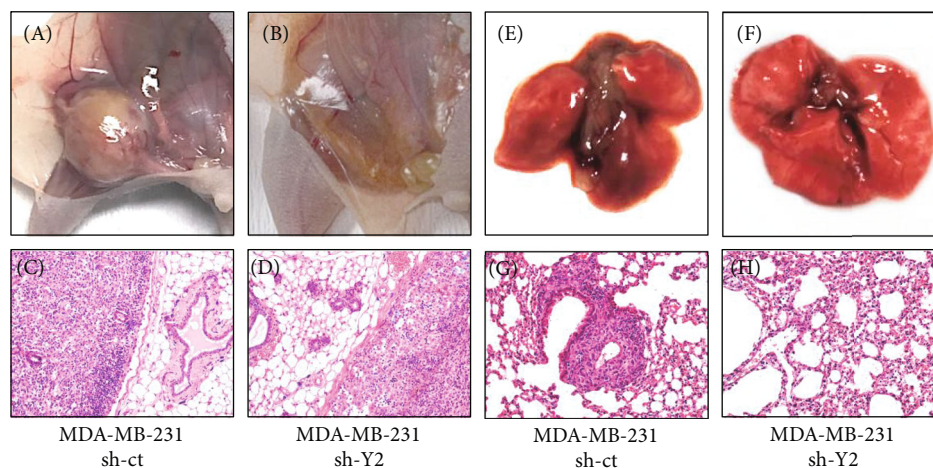 (A)
(B)
(E)
(F)
(C)
(D)
(G)
(H)
MDA-MB-231
sh-ct
MDA-MB-231
sh-Y2
MDA-MB-231
sh-ct
MDA-MB-231
sh-Y2